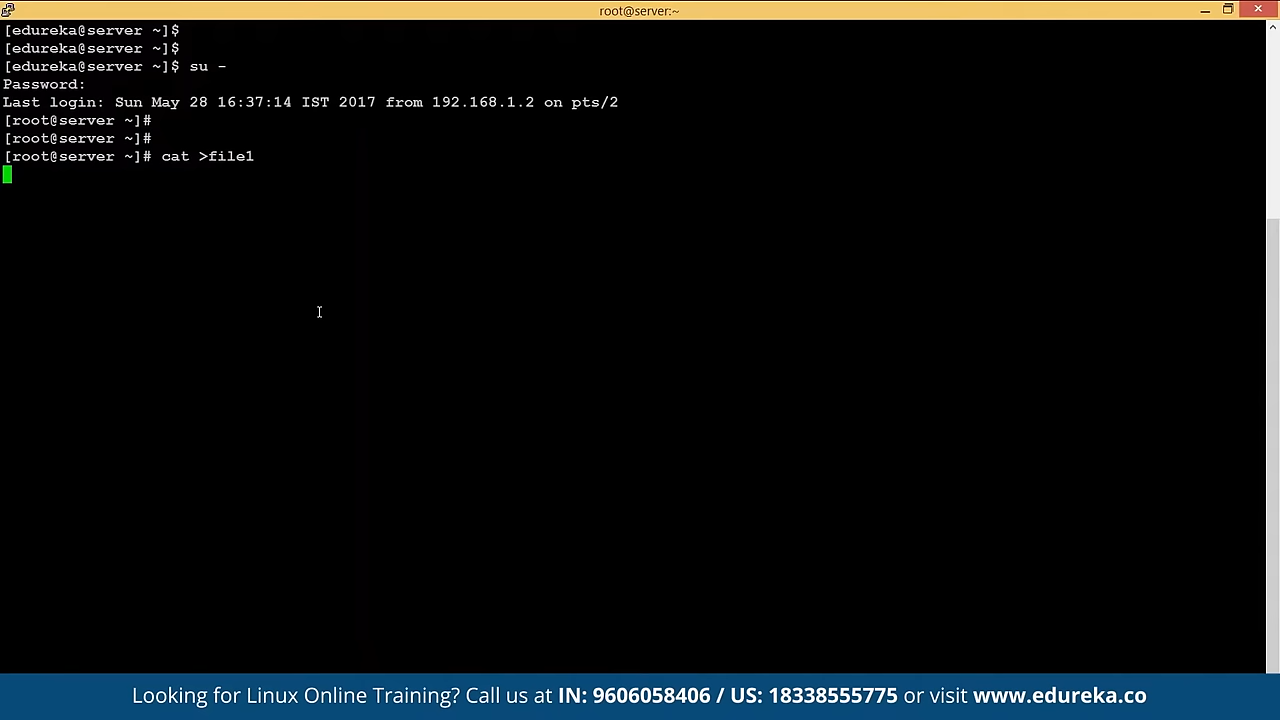 root@server:~
[edureka@server ~]$
[edureka@server ~]$
[edureka@server ~]$ su -
Password:
Last login: Sun May 28 16:37:14 IST 2017 from 192.168.1.2 on pts/2
[root@server ~]#
[root@server ~]#
[root@server ~]# cat >file1
Looking for Linux Online Training? Call us at IN: 9606058406 / US: 18338555775 or visit www.edureka.co